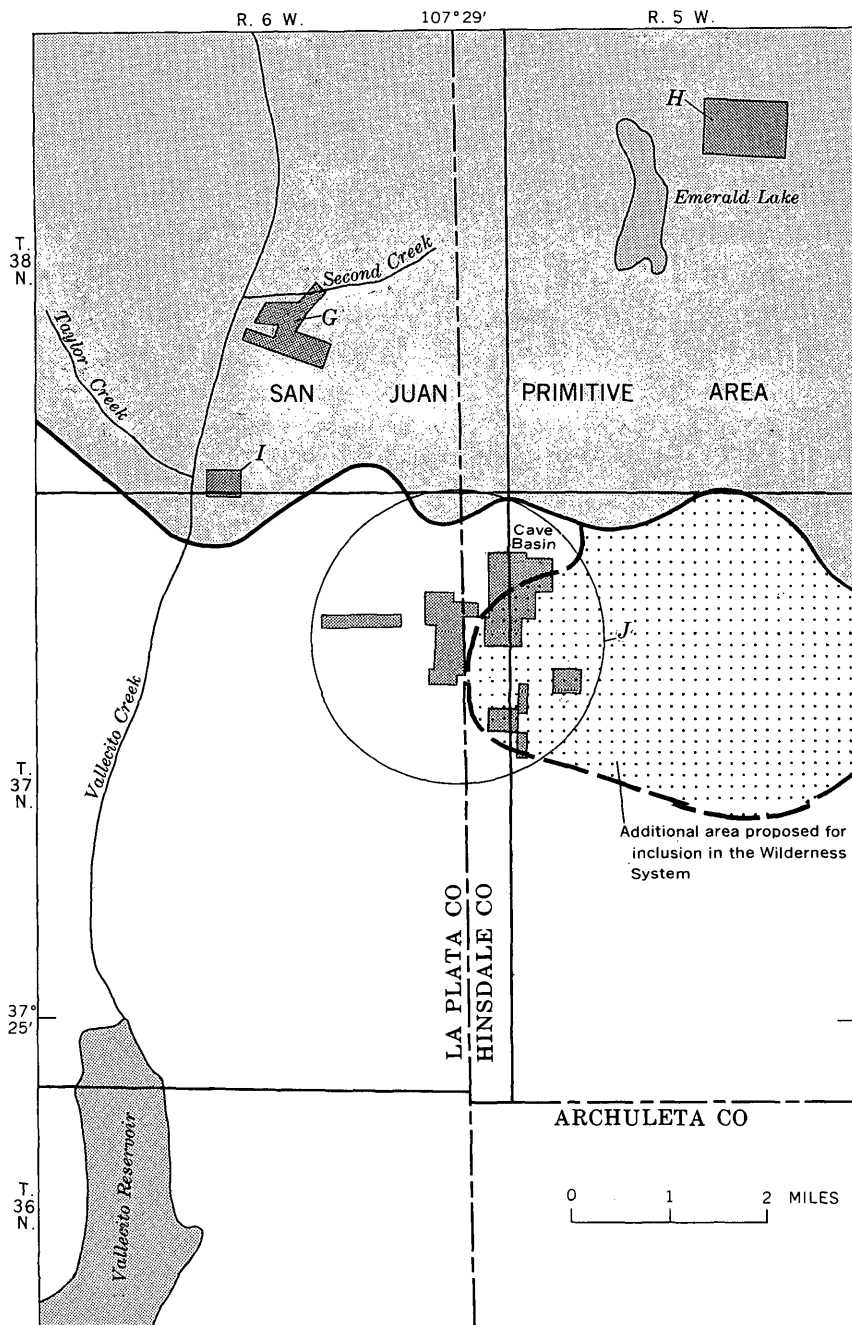 R. 6 W.
107°29′
R. 5 W.
H
Emerald Lake
T.
38
N.
Second Creek
G
Taylor Creek
SAN JUAN PRIMITIVE AREA
I
Cave
Basin
J
Vallecito Creek
T.
37
N.
Additional area proposed for
inclusion in the Wilderness
System
LA PLATA CO
HINSDALE CO
37°
25′
ARCHULETA CO
Vallecito Reservoir
T.
36
N.
0 1 2 MILES